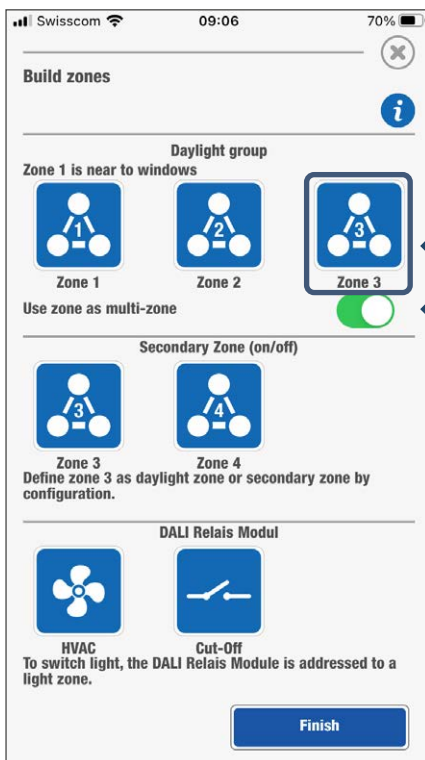 Swisscom 09:06 70%
Build zones
i
Daylight group
Zone 1 is near to windows
1 2 3
Zone 1 Zone 2 Zone 3
Use zone as multi-zone
Secondary Zone (on/off)
3 4
Zone 3 Zone 4
Define zone 3 as daylight zone or secondary zone by
configuration.
DALI Relais Modul
HVAC Cut-Off
To switch light, the DALI Relais Module is addressed to a
light zone.
Finish